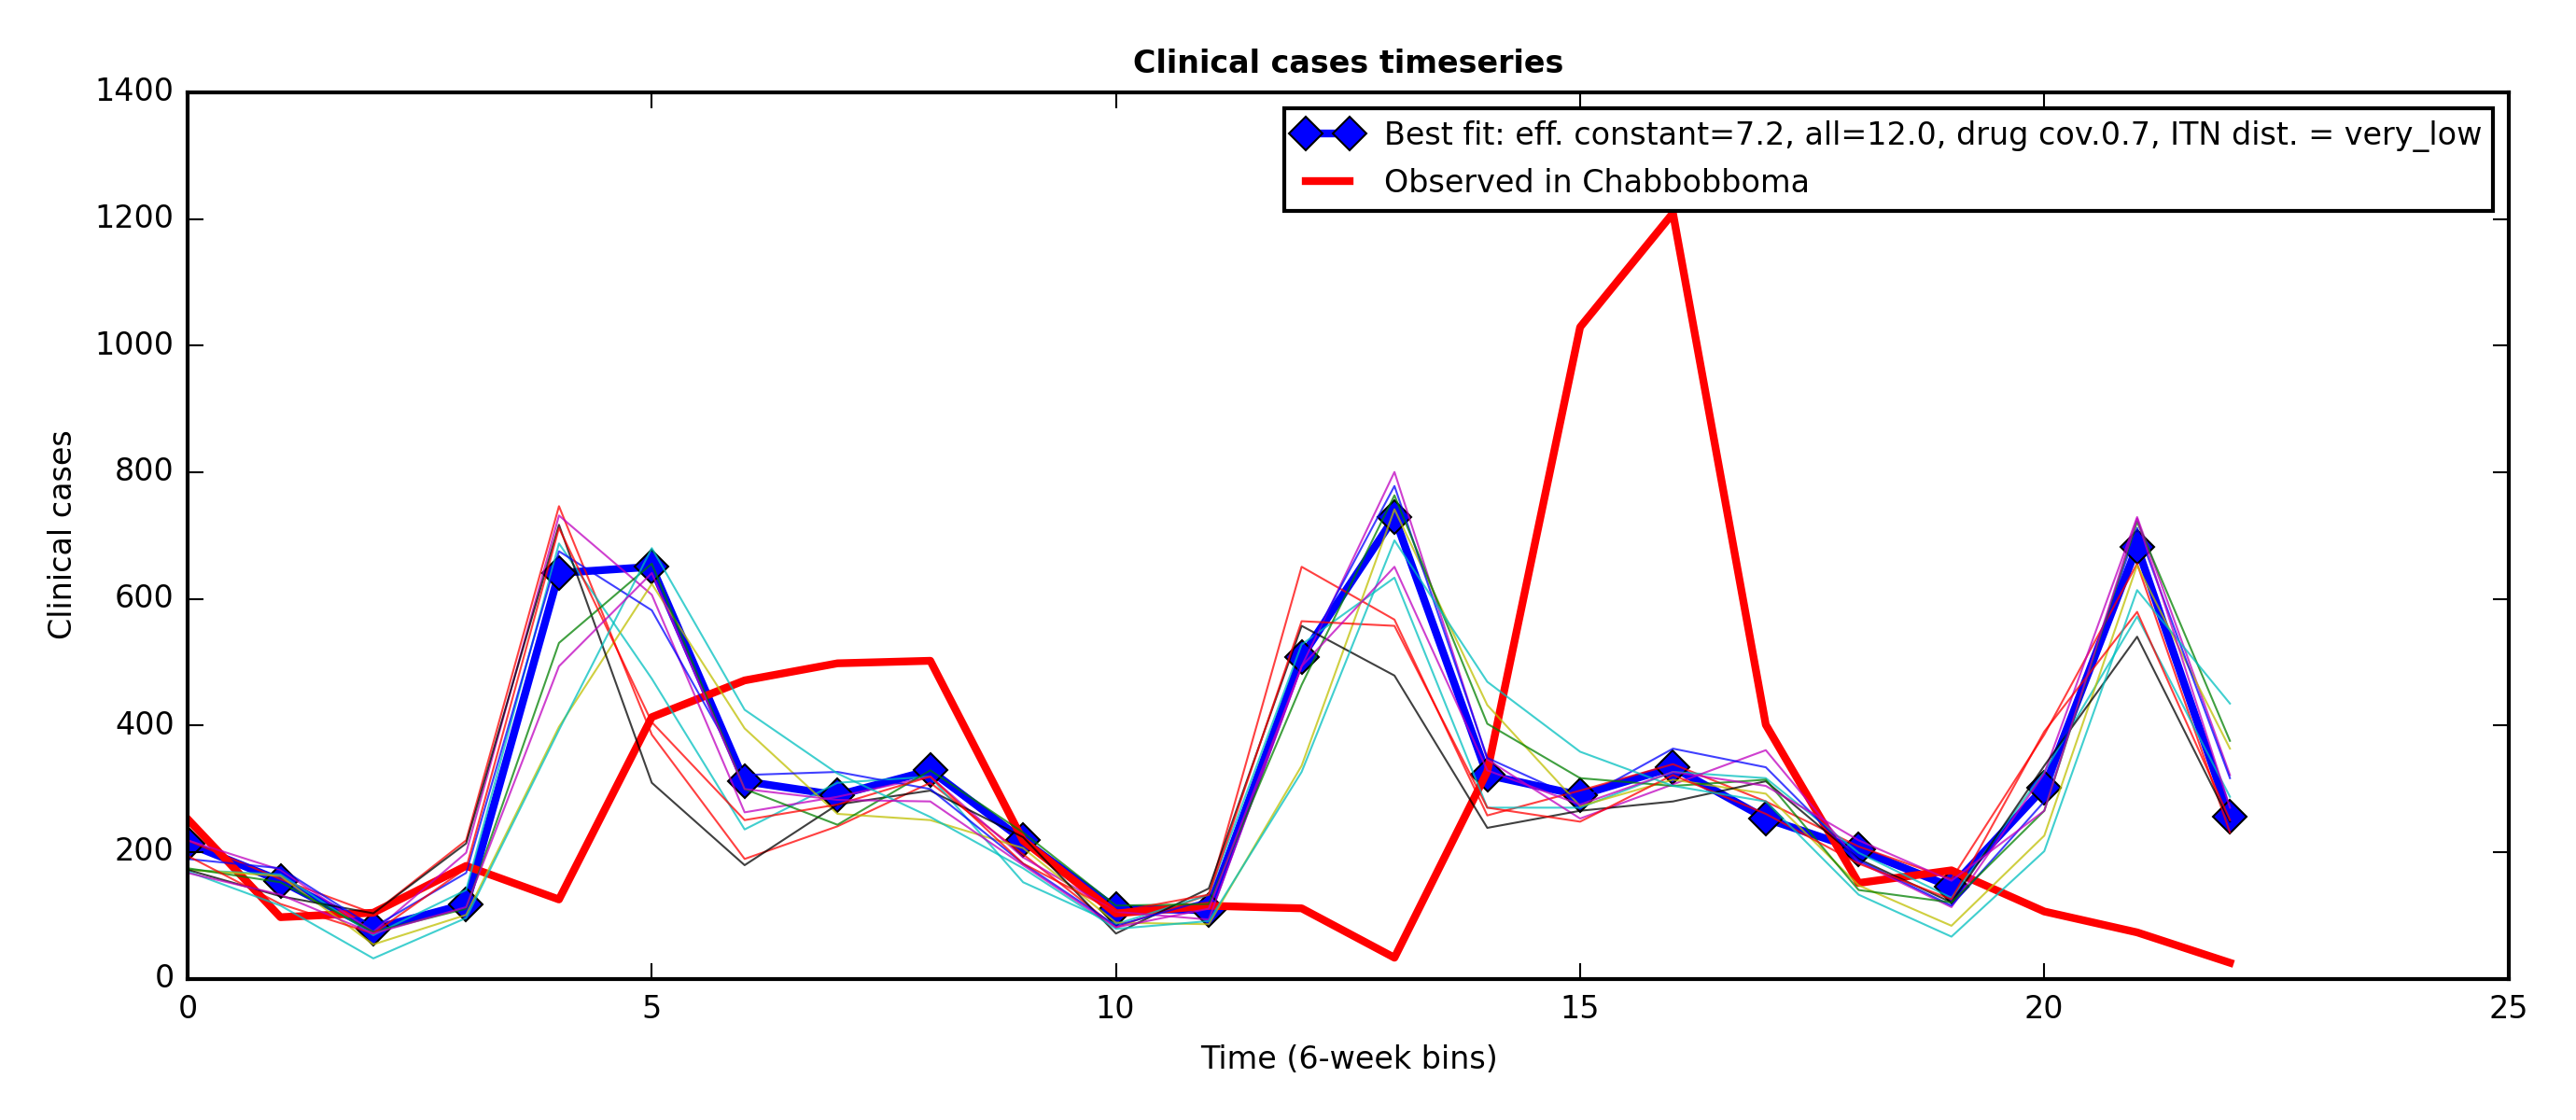 Clinical cases timeseries
1400
1200
1000
800
600
400
200
0
Clinical cases
Best fit: eff. constant=7.2, all=12.0, drug cov.0.7, ITN dist. = very_low
Observed in Chabbobboma
0 5 10 15 20 25
Time (6-week bins)